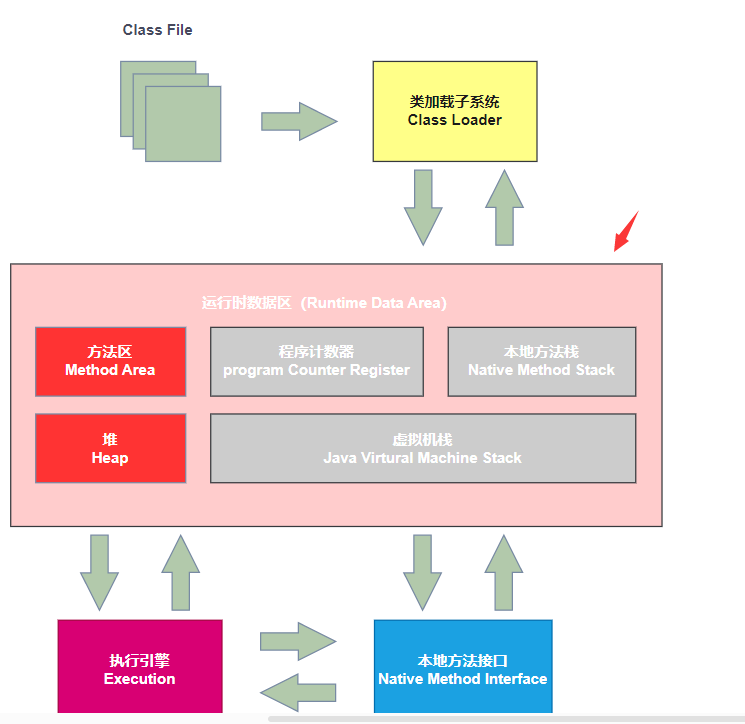 Class File
类加载子系统
Class Loader
运行时数据区（Runtime Data Area）
方法区
Method Area
程序计数器
program Counter Register
本地方法栈
Native Method Stack
堆
Heap
虚拟机栈
Java Virtural Machine Stack
执行引擎
Execution
本地方法接口
Native Method Interface